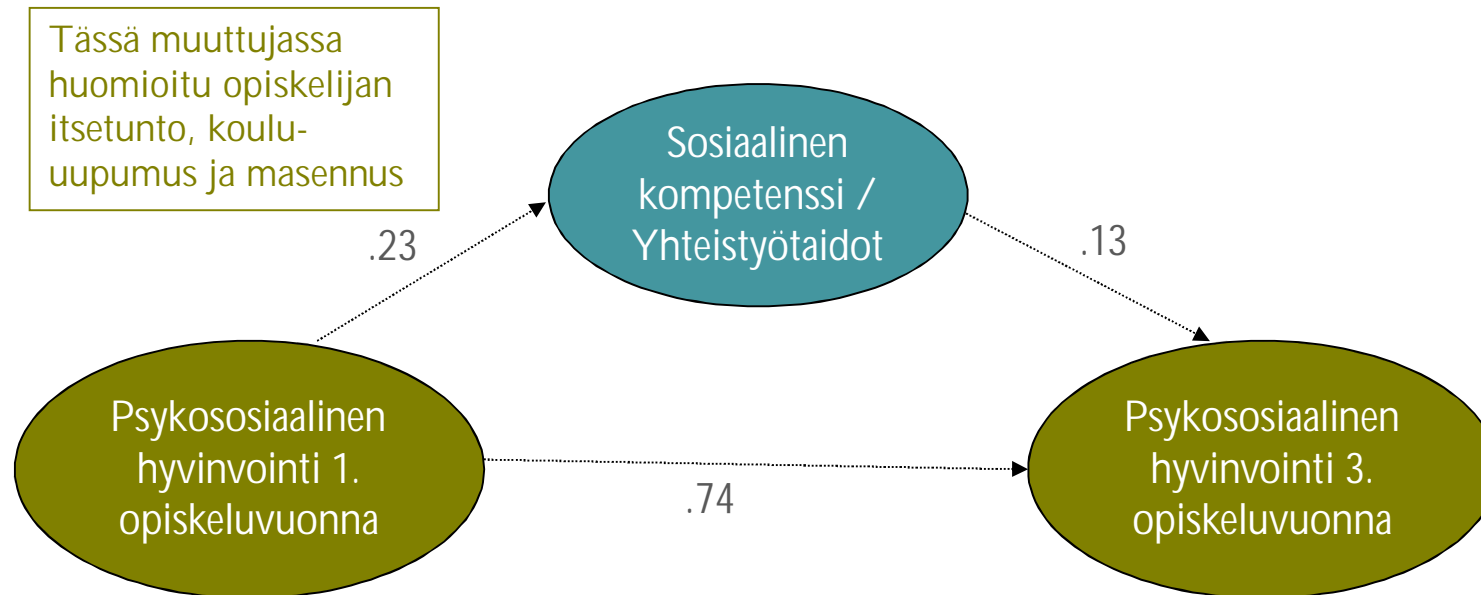 Tässä muuttujassa
huomioitu opiskelijan
itsetunto, koulu-
uupumus ja masennus
Sosiaalinen
kompetenssi /
Yhteistyötaidot
.23
.13
Psykososiaalinen
hyvinvointi 1.
opiskeluvuonna
.74
Psykososiaalinen
hyvinvointi 3.
opiskeluvuonna